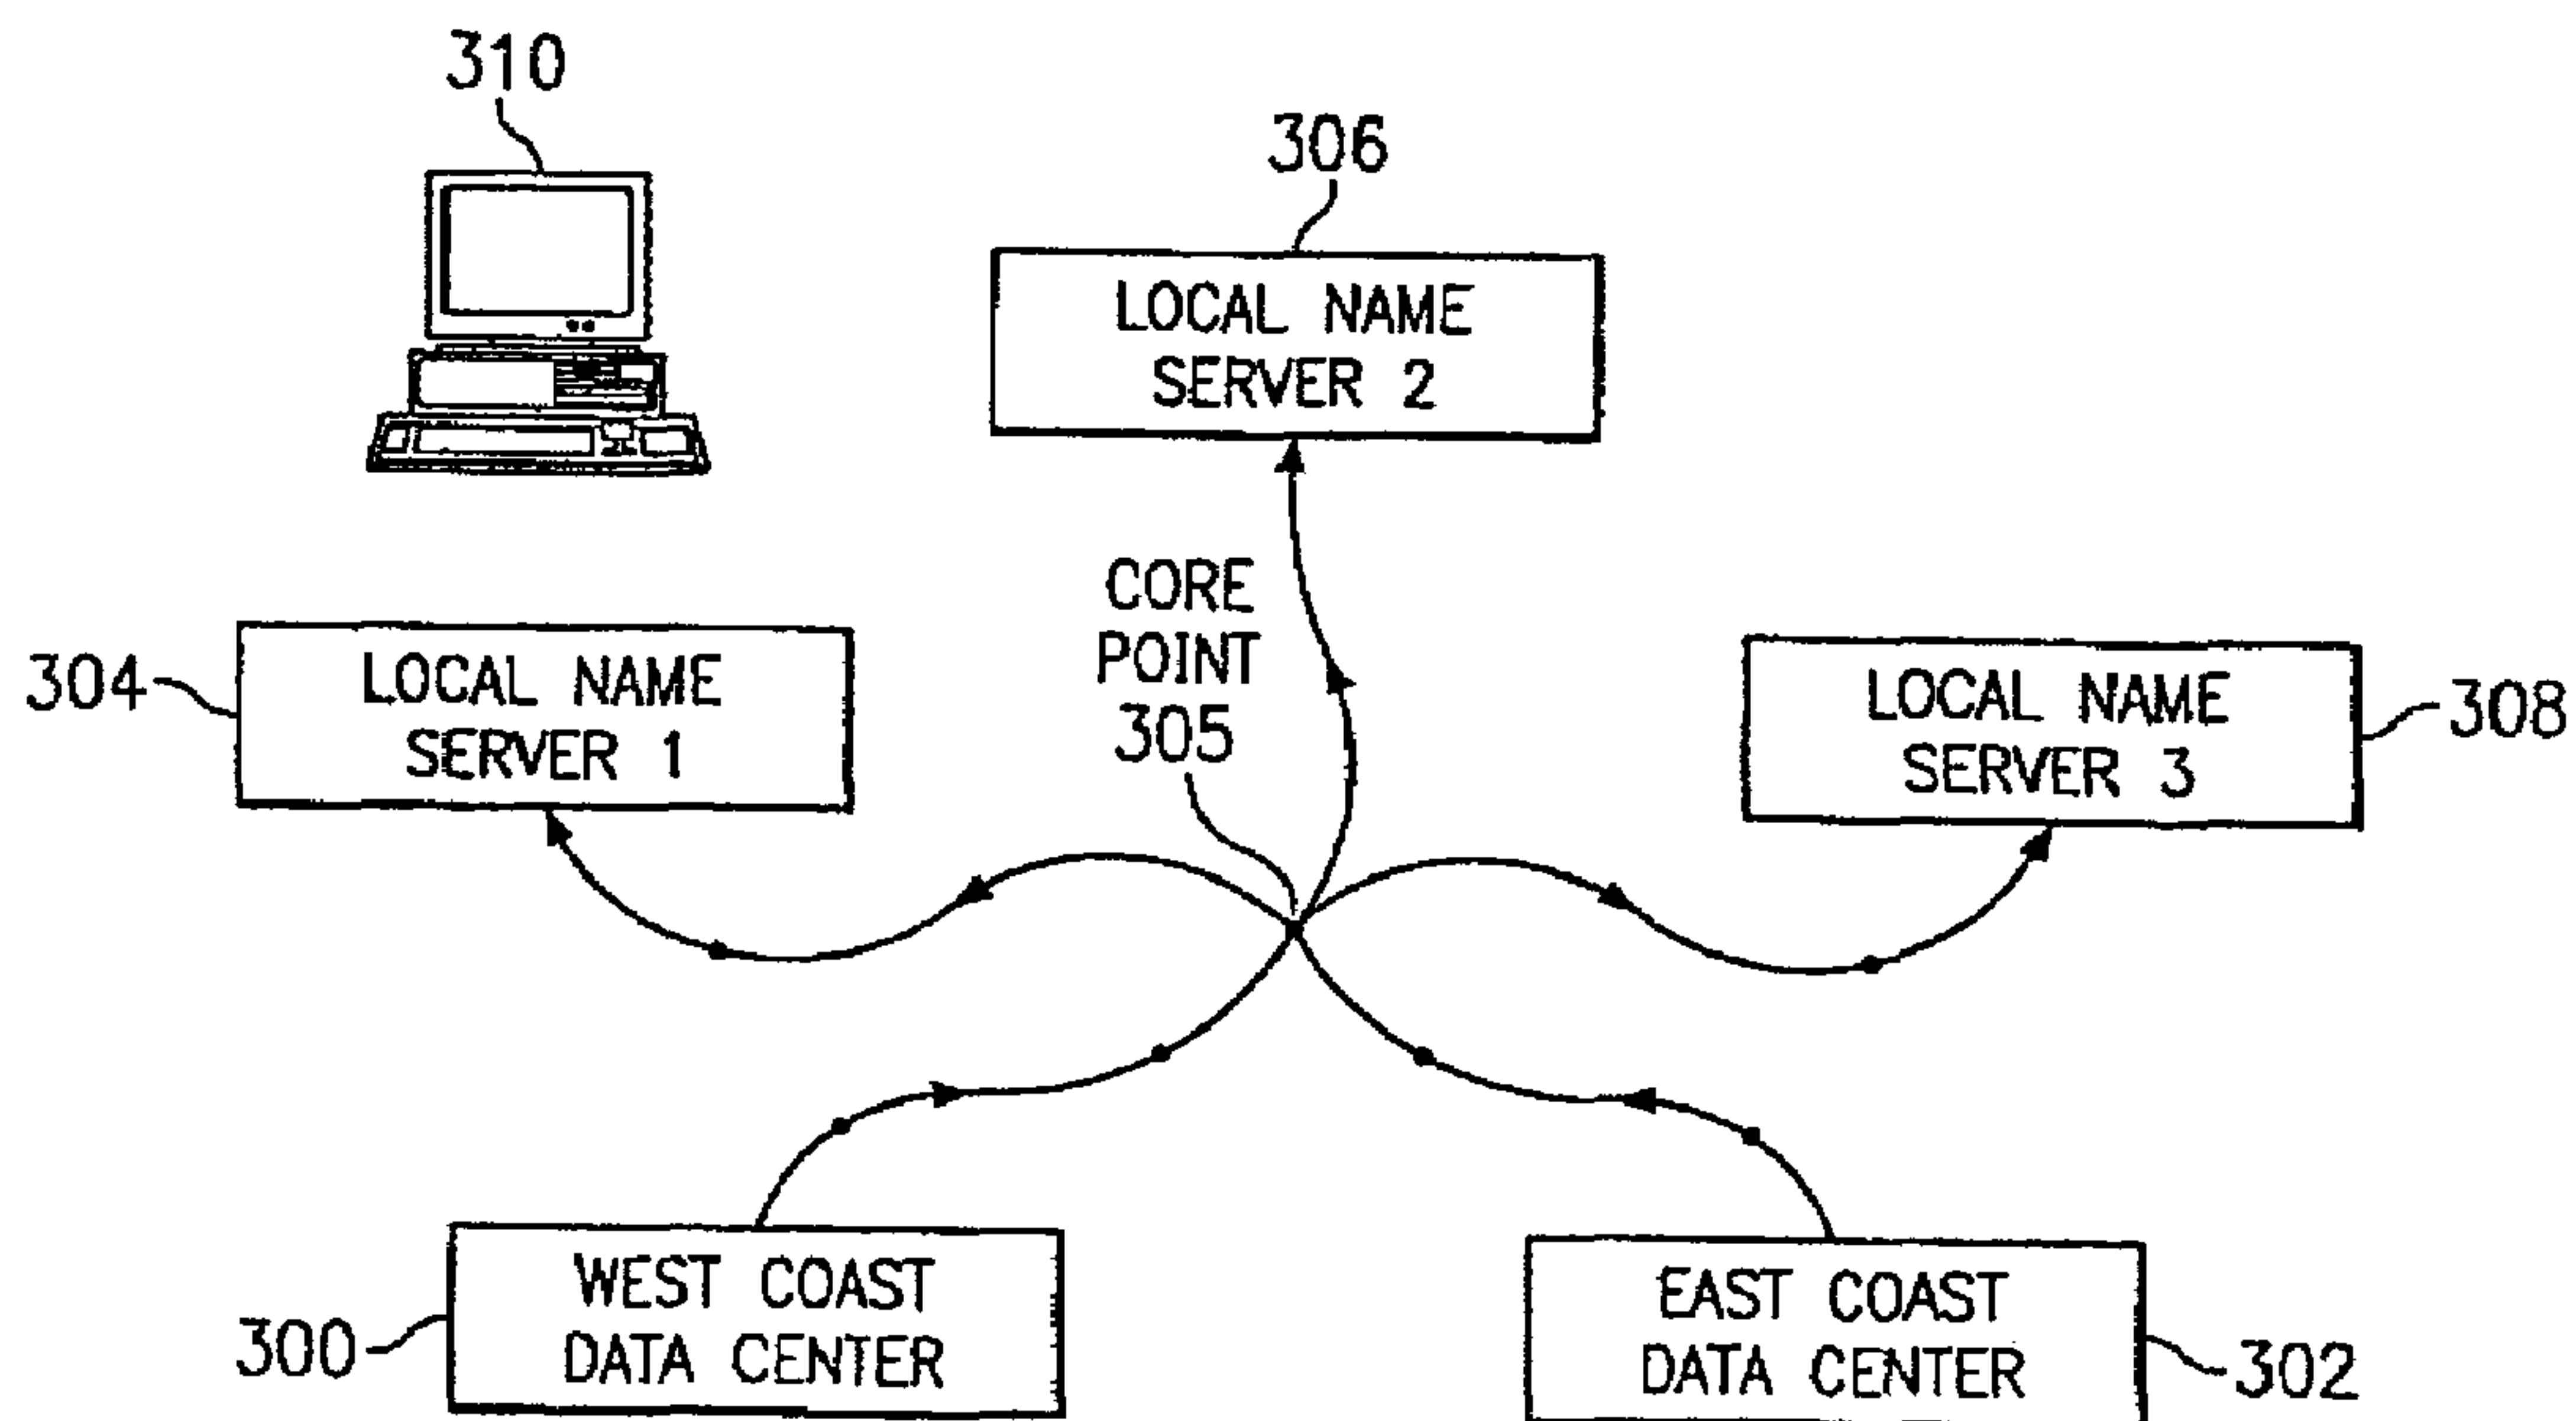 310
306
LOCAL NAME
SERVER 2
CORE
POINT
305
304
LOCAL NAME
SERVER 1
LOCAL NAME
SERVER 3
308
300
WEST COAST
DATA CENTER
EAST COAST
DATA CENTER
302